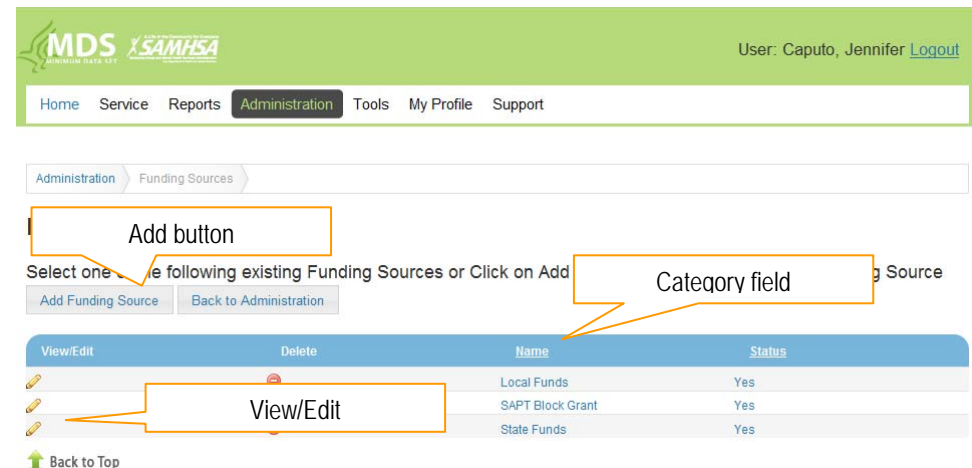 MDS SAMHSA
MINIMUM DATA SET
User: Caputo, Jennifer Logout
Home Service Reports Administration Tools My Profile Support
Administration Funding Sources
Add button
Select one following existing Funding Sources or Click on Add Source
Category field
Add Funding Source Back to Administration
View/Edit Delete Name Status
Local Funds Yes
View/Edit
SAPT Block Grant Yes
State Funds Yes
Back to Top